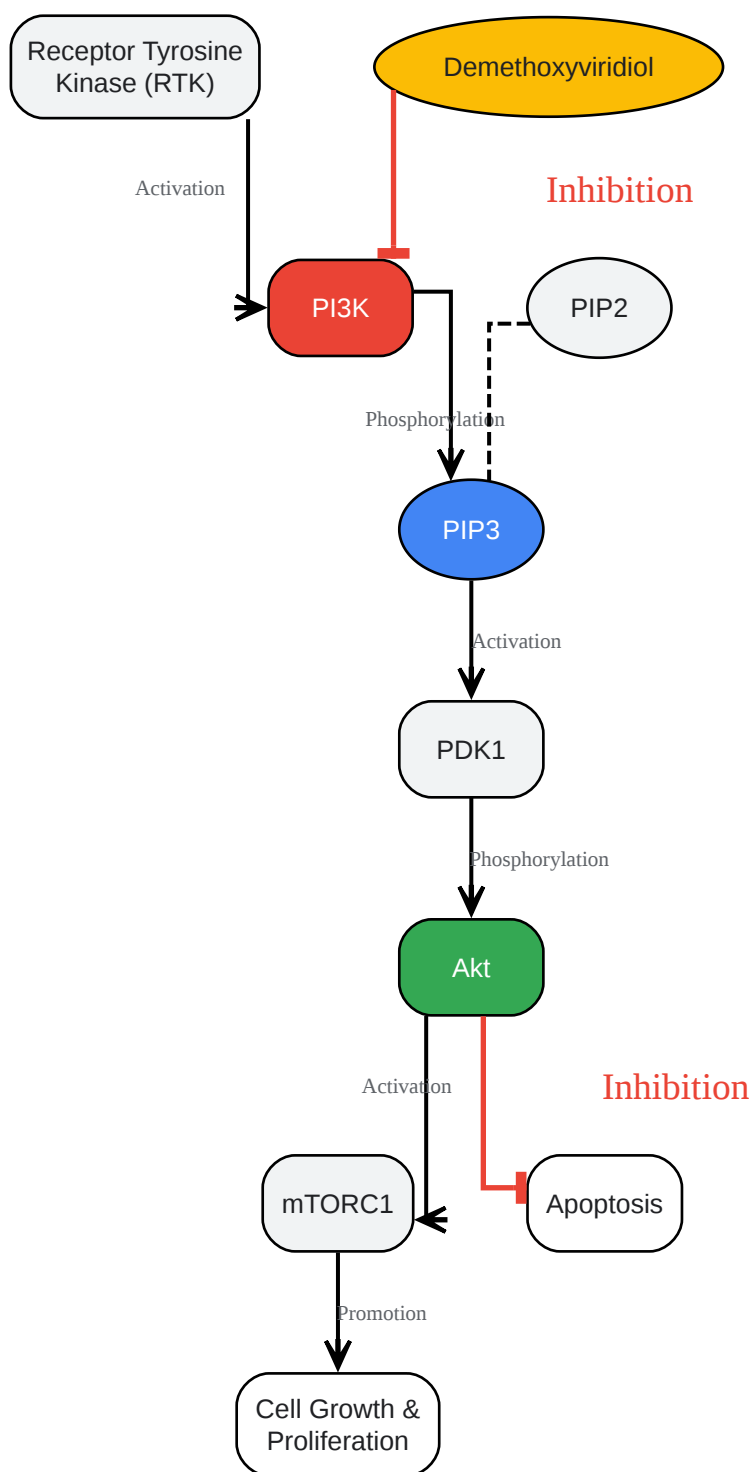 Receptor Tyrosine
Kinase (RTK)
Demethoxyviridiol
Activation
Inhibition
PI3K
PIP2
Phosphorylation
PIP3
Activation
PDK1
Phosphorylation
Akt
Activation
Inhibition
mTORC1
Apoptosis
Promotion
Cell Growth &
Proliferation